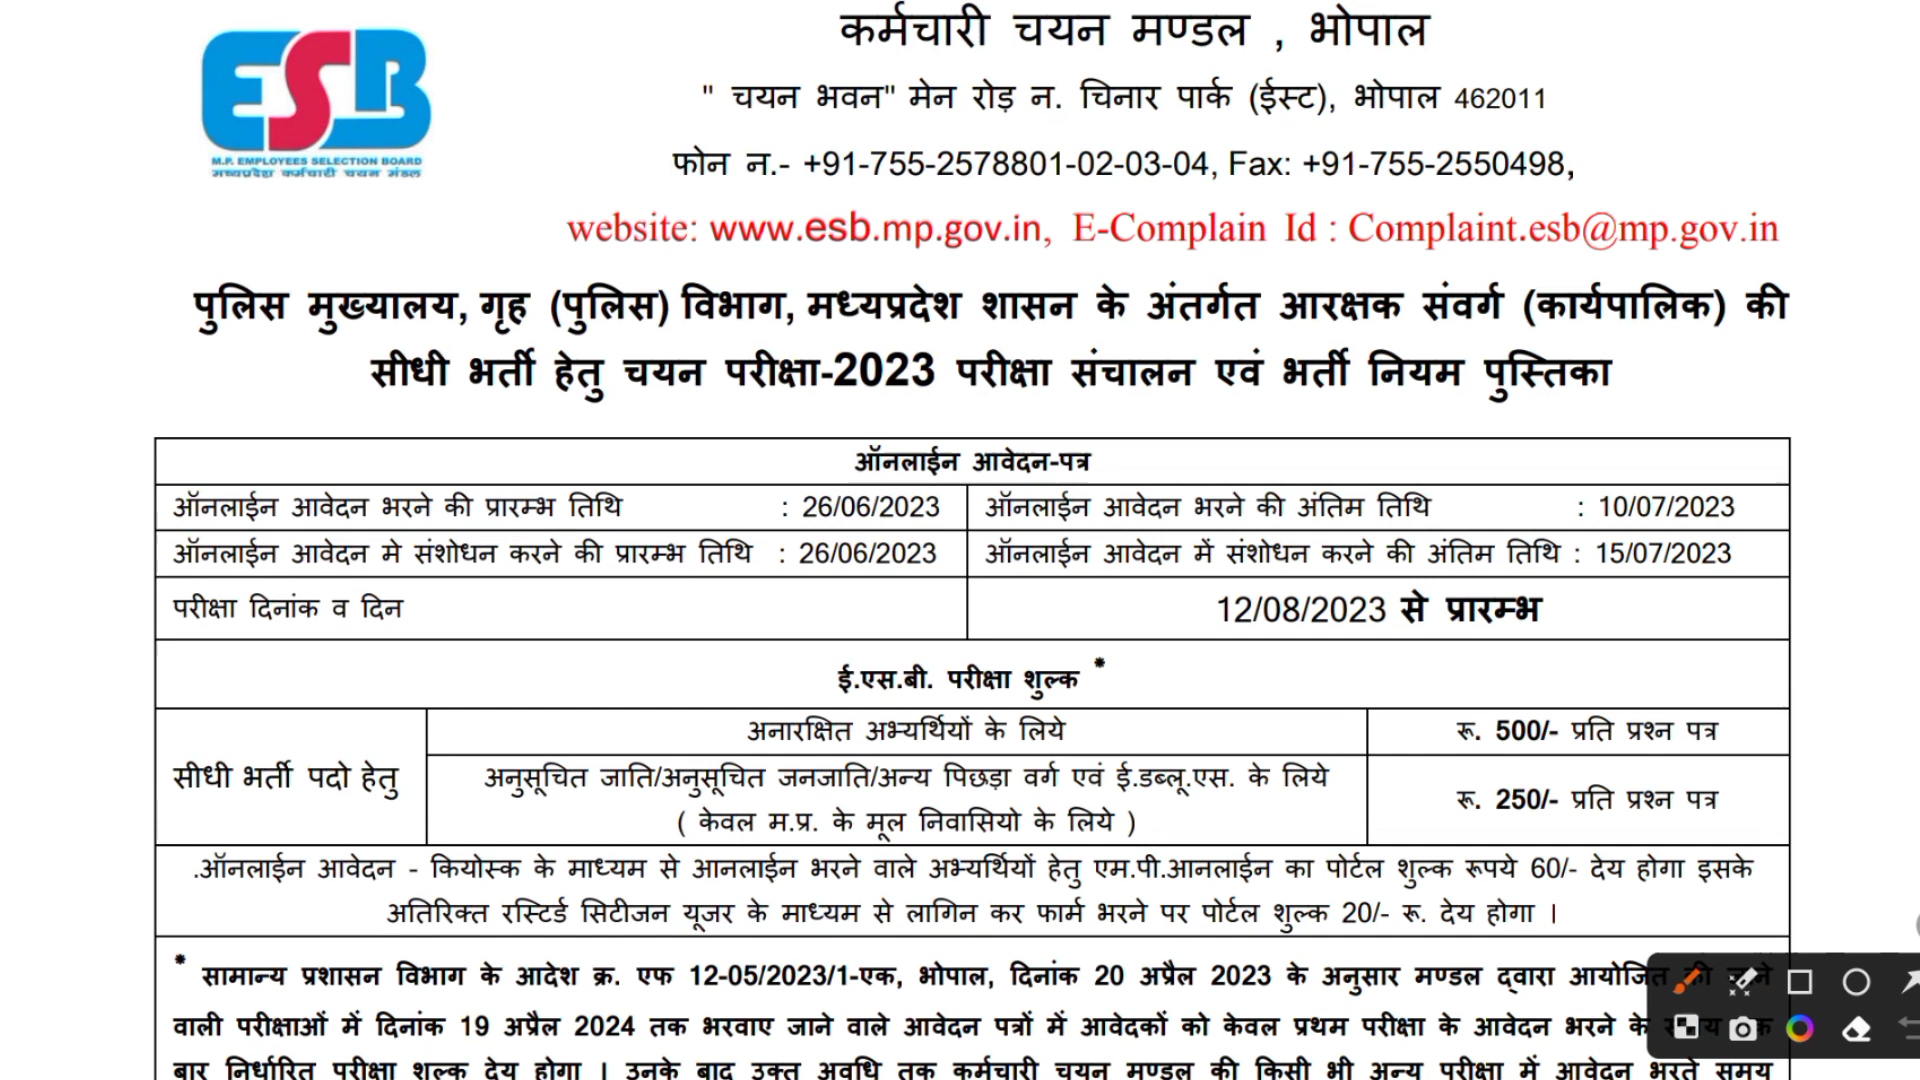 ESB
M.P. EMPLOYEES SELECTION BOARD
मध्यप्रदेश कर्मचारी चयन मंडल
कर्मचारी चयन मण्डल , भोपाल
" चयन भवन" मेन रोड़ न. चिनार पार्क (ईस्ट), भोपाल 462011
फोन न.- +91-755-2578801-02-03-04, Fax: +91-755-2550498,
website: www.esb.mp.gov.in, E-Complain Id : Complaint.esb@mp.gov.in
पुलिस मुख्यालय, गृह (पुलिस) विभाग, मध्यप्रदेश शासन के अंतर्गत आरक्षक संवर्ग (कार्यपालिक) की
सीधी भर्ती हेतु चयन परीक्षा-2023 परीक्षा संचालन एवं भर्ती नियम पुस्तिका
ऑनलाईन आवेदन-पत्र
ऑनलाईन आवेदन भरने की प्रारम्भ तिथि : 26/06/2023 ऑनलाईन आवेदन भरने की अंतिम तिथि : 10/07/2023
ऑनलाईन आवेदन मे संशोधन करने की प्रारम्भ तिथि : 26/06/2023 ऑनलाईन आवेदन में संशोधन करने की अंतिम तिथि : 15/07/2023
परीक्षा दिनांक व दिन 12/08/2023 से प्रारम्भ
ई.एस.बी. परीक्षा शुल्क *
सीधी भर्ती पदो हेतु
अनारक्षित अभ्यर्थियों के लिये रू. 500/- प्रति प्रश्न पत्र
अनुसूचित जाति/अनुसूचित जनजाति/अन्य पिछड़ा वर्ग एवं ई.डब्लू.एस. के लिये
( केवल म.प्र. के मूल निवासियो के लिये ) रू. 250/- प्रति प्रश्न पत्र
.ऑनलाईन आवेदन - कियोस्क के माध्यम से आनलाईन भरने वाले अभ्यर्थियों हेतु एम.पी.आनलाईन का पोर्टल शुल्क रूपये 60/- देय होगा इसके
अतिरिक्त रस्टिर्ड सिटीजन यूजर के माध्यम से लागिन कर फार्म भरने पर पोर्टल शुल्क 20/- रू. देय होगा ।
* सामान्य प्रशासन विभाग के आदेश क्र. एफ 12-05/2023/1-एक, भोपाल, दिनांक 20 अप्रैल 2023 के अनुसार मण्डल द्वारा आयोजित
वाली परीक्षाओं में दिनांक 19 अप्रैल 2024 तक भरवाए जाने वाले आवेदन पत्रों में आवेदकों को केवल प्रथम परीक्षा के आवेदन भरने के
बार निर्धारित परीक्षा शुल्क देय होगा । उनके बाद उक्त अवधि तक कर्मचारी चयन मण्डल की किसी भी अन्य परीक्षा में आवेदन भरते समय